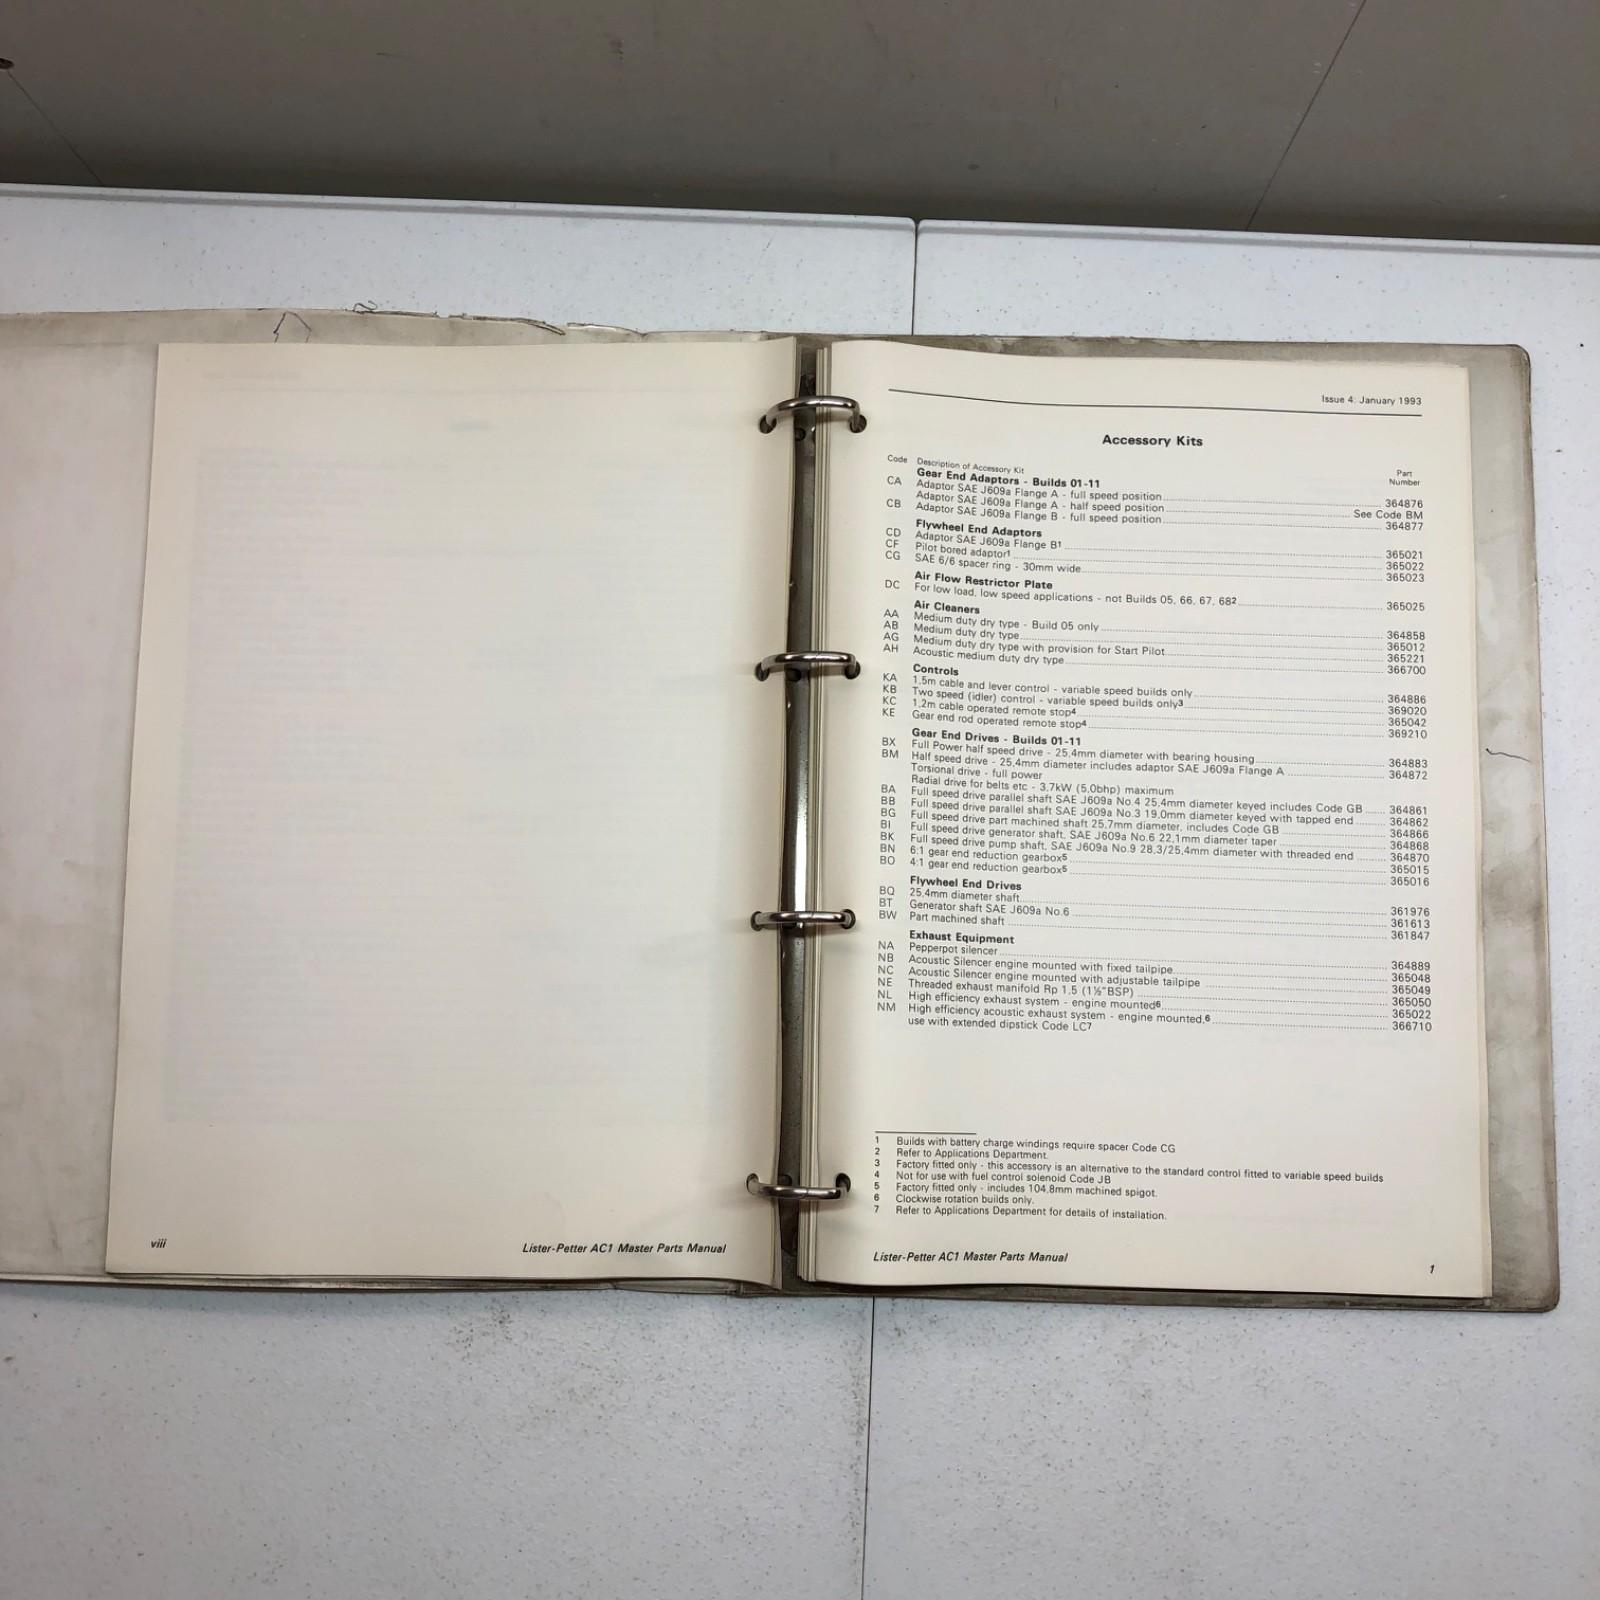 viii
Lister-Petter AC1 Master Parts Manual
Issue 4: January 1993
Accessory Kits
Code Description of Accessory Kit Part Number
Gear End Adaptors - Builds 01-11
CA Adaptor SAE J609a Flange A - full speed position 364876
Adaptor SAE J609a Flange A - half speed position See Code BM
CB Adaptor SAE J609a Flange B - full speed position 364877
Flywheel End Adaptors
CD Adaptor SAE J609a Flange B1 365021
CF Pilot bored adaptor1 365022
CG SAE 6/6 spacer ring - 30mm wide 365023
Air Flow Restrictor Plate
DC For low load, low speed applications - not Builds 05, 66, 67, 682 365025
Air Cleaners
AA Medium duty dry type - Build 05 only 364858
AB Medium duty dry type 365012
AG Medium duty dry type with provision for Start Pilot 365221
AH Acoustic medium duty dry type 366700
Controls
KA 1,5m cable and lever control - variable speed builds only 364886
KB Two speed (idler) control - variable speed builds only3 369020
KC 1,2m cable operated remote stop4 365042
KE Gear end rod operated remote stop4 369210
Gear End Drives - Builds 01-11
BX Full Power half speed drive - 25,4mm diameter with bearing housing 364883
BM Half speed drive - 25,4mm diameter includes adaptor SAE J609a Flange A 364872
Torsional drive - full power
Radial drive for belts etc - 3,7kW (5,0bhp) maximum
BA Full speed drive parallel shaft SAE J609a No.4 25,4mm diameter keyed includes Code GB 364861
BB Full speed drive parallel shaft SAE J609a No.3 19,0mm diameter keyed with tapped end 364862
BG Full speed drive part machined shaft 25,7mm diameter, includes Code GB 364866
BI Full speed drive generator shaft, SAE J609a No.6 22,1mm diameter taper 364868
BK Full speed drive pump shaft, SAE J609a No.9 28,3/25,4mm diameter with threaded end 364870
BN 6:1 gear end reduction gearbox5 365015
BO 4:1 gear end reduction gearbox5 365016
Flywheel End Drives
BQ 25,4mm diameter shaft 361976
BT Generator shaft SAE J609a No.6 361613
BW Part machined shaft 361847
Exhaust Equipment
NA Pepperpot silencer 364889
NB Acoustic Silencer engine mounted with fixed tailpipe 365048
NC Acoustic Silencer engine mounted with adjustable tailpipe 365049
NE Threaded exhaust manifold Rp 1,5 (1½"BSP) 365050
NL High efficiency exhaust system - engine mounted6 365022
NM High efficiency acoustic exhaust system - engine mounted,6 366710
use with extended dipstick Code LC7
1 Builds with battery charge windings require spacer Code CG
2 Refer to Applications Department.
3 Factory fitted only - this accessory is an alternative to the standard control fitted to variable speed builds
4 Not for use with fuel control solenoid Code JB
5 Factory fitted only - includes 104,8mm machined spigot.
6 Clockwise rotation builds only.
7 Refer to Applications Department for details of installation.
Lister-Petter AC1 Master Parts Manual
1